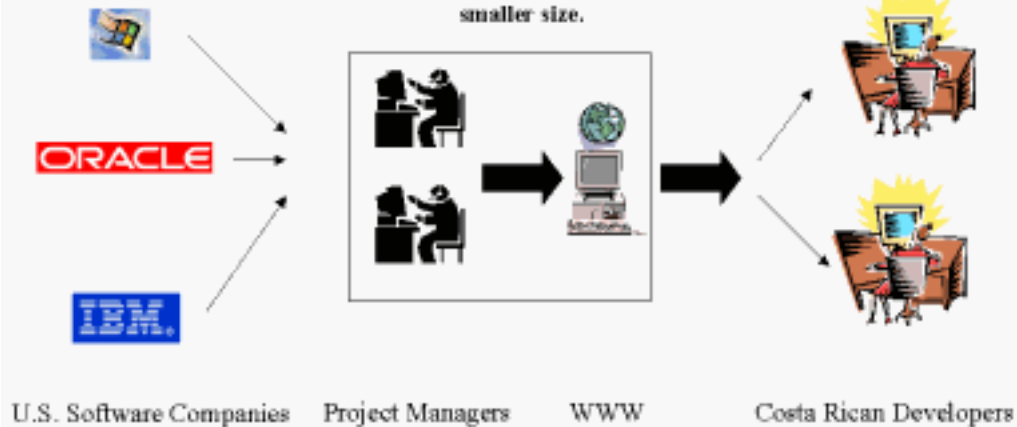 smaller size.
ORACLE
IBM
U.S. Software Companies Project Managers WWW Costa Rican Developers